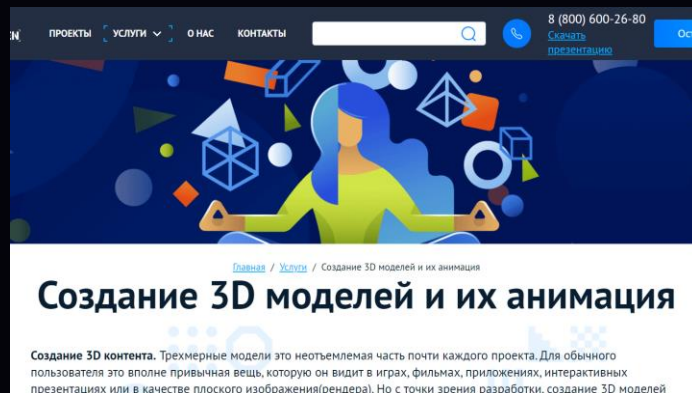 ПРОЕКТЫ УСЛУГИ О НАС КОНТАКТЫ
8 (800) 600-26-80
Скачать
презентацию
Главная / Услуги / Создание 3D моделей и их анимация
Создание 3D моделей и их анимация
Создание 3D контента. Трехмерные модели это неотъемлемая часть почти каждого проекта. Для обычного
пользователя это вполне привычная вещь, которую он видит в играх, фильмах, приложениях, интерактивных
презентациях или в качестве плоского изображения(рендера). Но с точки зрения разработки, создание 3D моделей